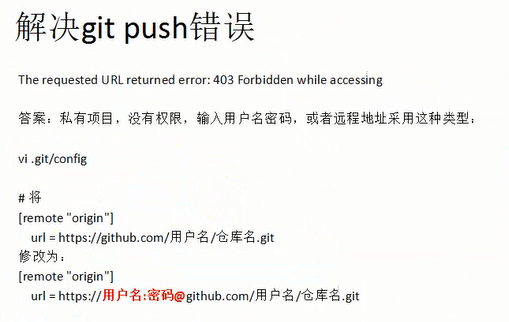 解决git push错误
The requested URL returned error: 403 Forbidden while accessing
答案：私有项目，没有权限，输入用户名密码，或者远程地址采用这种类型：
vi .git/config
# 将
[remote "origin"]
url = https://github.com/用户名/仓库名.git
修改为：
[remote "origin"]
url = https://用户名:密码@github.com/用户名/仓库名.git